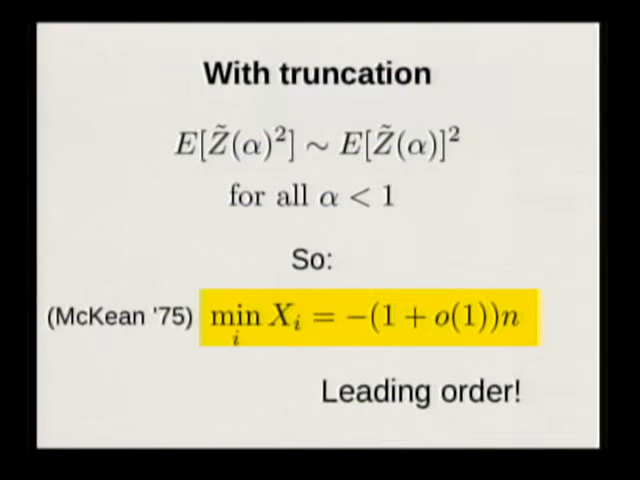 With truncation
E[Z̃(α)²] ∼ E[Z̃(α)]²
for all α < 1
So:
(McKean '75) min_i X_i = −(1 + o(1))n
Leading order!